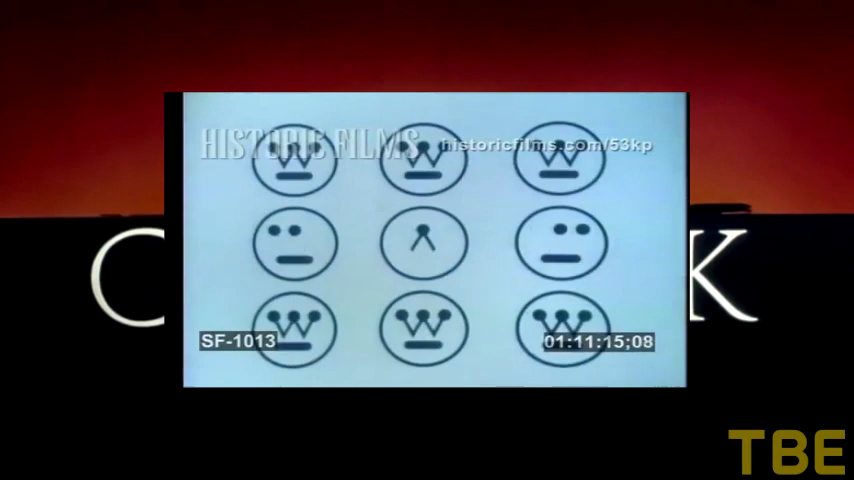 HISTORIC FILMS
historicfilms.com/53kp
C K
SF-1013
01:11:15;08
TBE